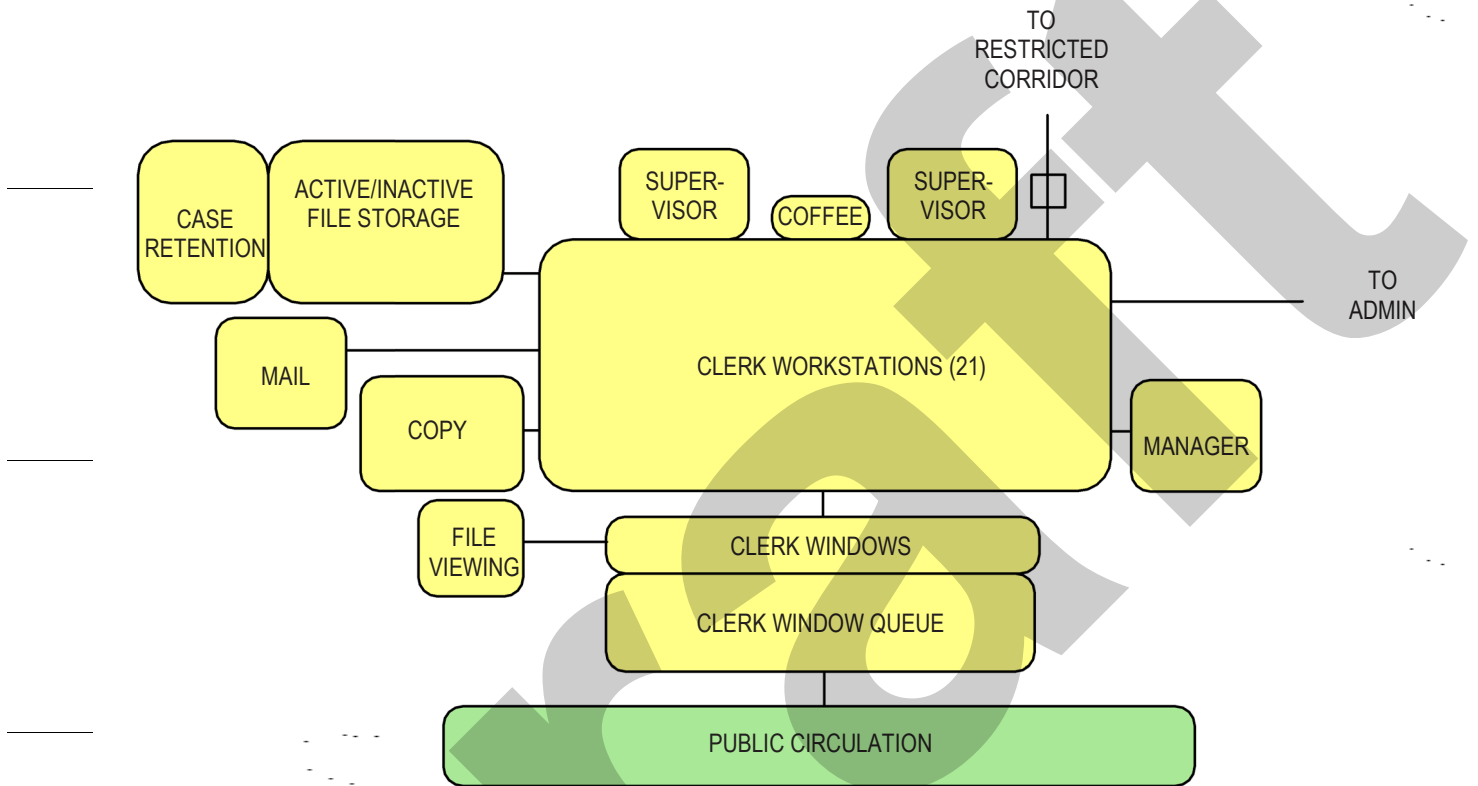 TO
RESTRICTED
CORRIDOR
CASE
RETENTION
ACTIVE/INACTIVE
FILE STORAGE
SUPER-
VISOR
COFFEE
SUPER-
VISOR
TO
ADMIN
MAIL
CLERK WORKSTATIONS (21)
COPY
MANAGER
FILE
VIEWING
CLERK WINDOWS
CLERK WINDOW QUEUE
PUBLIC CIRCULATION
raft